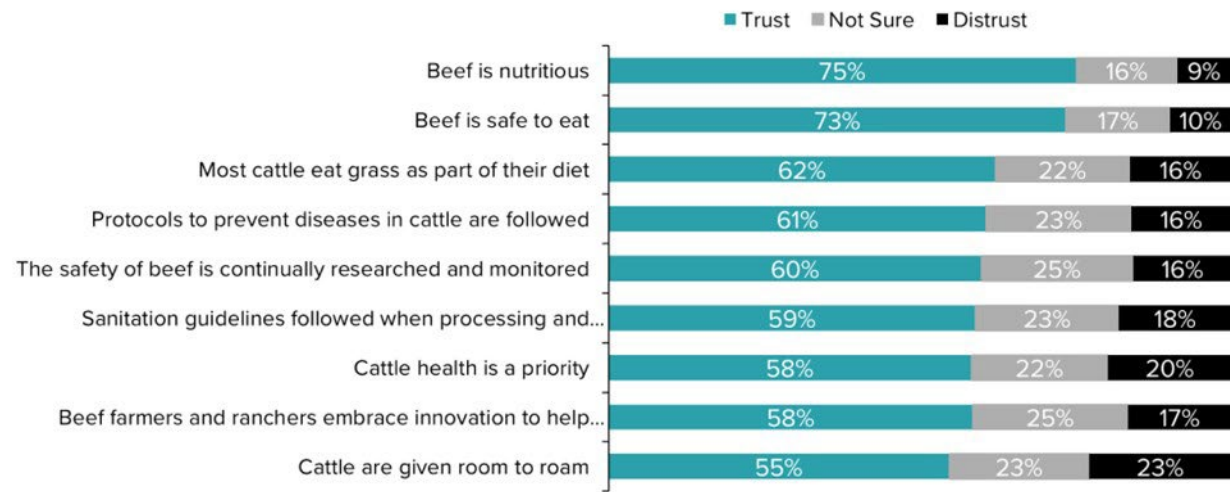 Trust Not Sure Distrust
Beef is nutritious 75% 16% 9%
Beef is safe to eat 73% 17% 10%
Most cattle eat grass as part of their diet 62% 22% 16%
Protocols to prevent diseases in cattle are followed 61% 23% 16%
The safety of beef is continually researched and monitored 60% 25% 16%
Sanitation guidelines followed when processing and... 59% 23% 18%
Cattle health is a priority 58% 22% 20%
Beef farmers and ranchers embrace innovation to help... 58% 25% 17%
Cattle are given room to roam 55% 23% 23%